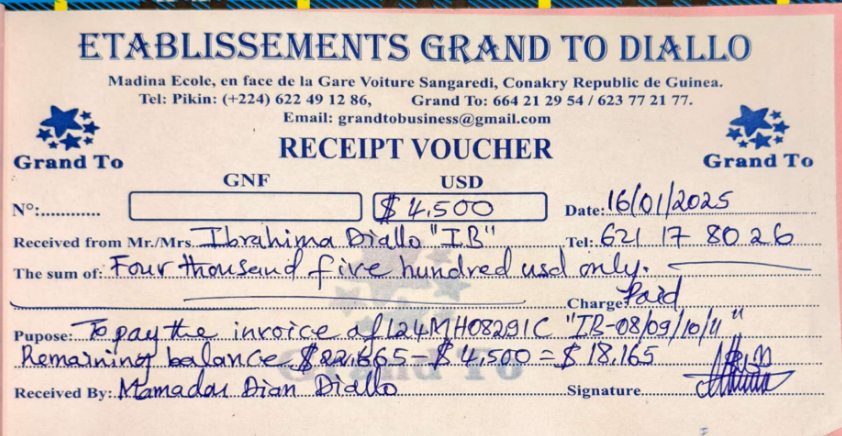 ETABLISSEMENTS GRAND TO DIALLO
Madina Ecole, en face de la Gare Voiture Sangaredi, Conakry Republic de Guinea.
Tel: Pikin: (+224) 622 49 12 86, Grand To: 664 21 29 54 / 623 77 21 77.
Email: grandtobusiness@gmail.com
Grand To
RECEIPT VOUCHER
Grand To
GNF USD
N°:............ $ 4.500 Date: 16/01/2025
Received from Mr./Mrs. Ibrahima Diallo "IB" Tel: 621 17 80 26
The sum of: Four thousand five hundred usd only.
Charge Paid
Pupose: To pay the invoice of L24MH08291C "IB-08/09/10/11"
Remaining balance $22,665 - $4,500 = $18,165
Grand To
Received By: Mamadou Dian Diallo Signature